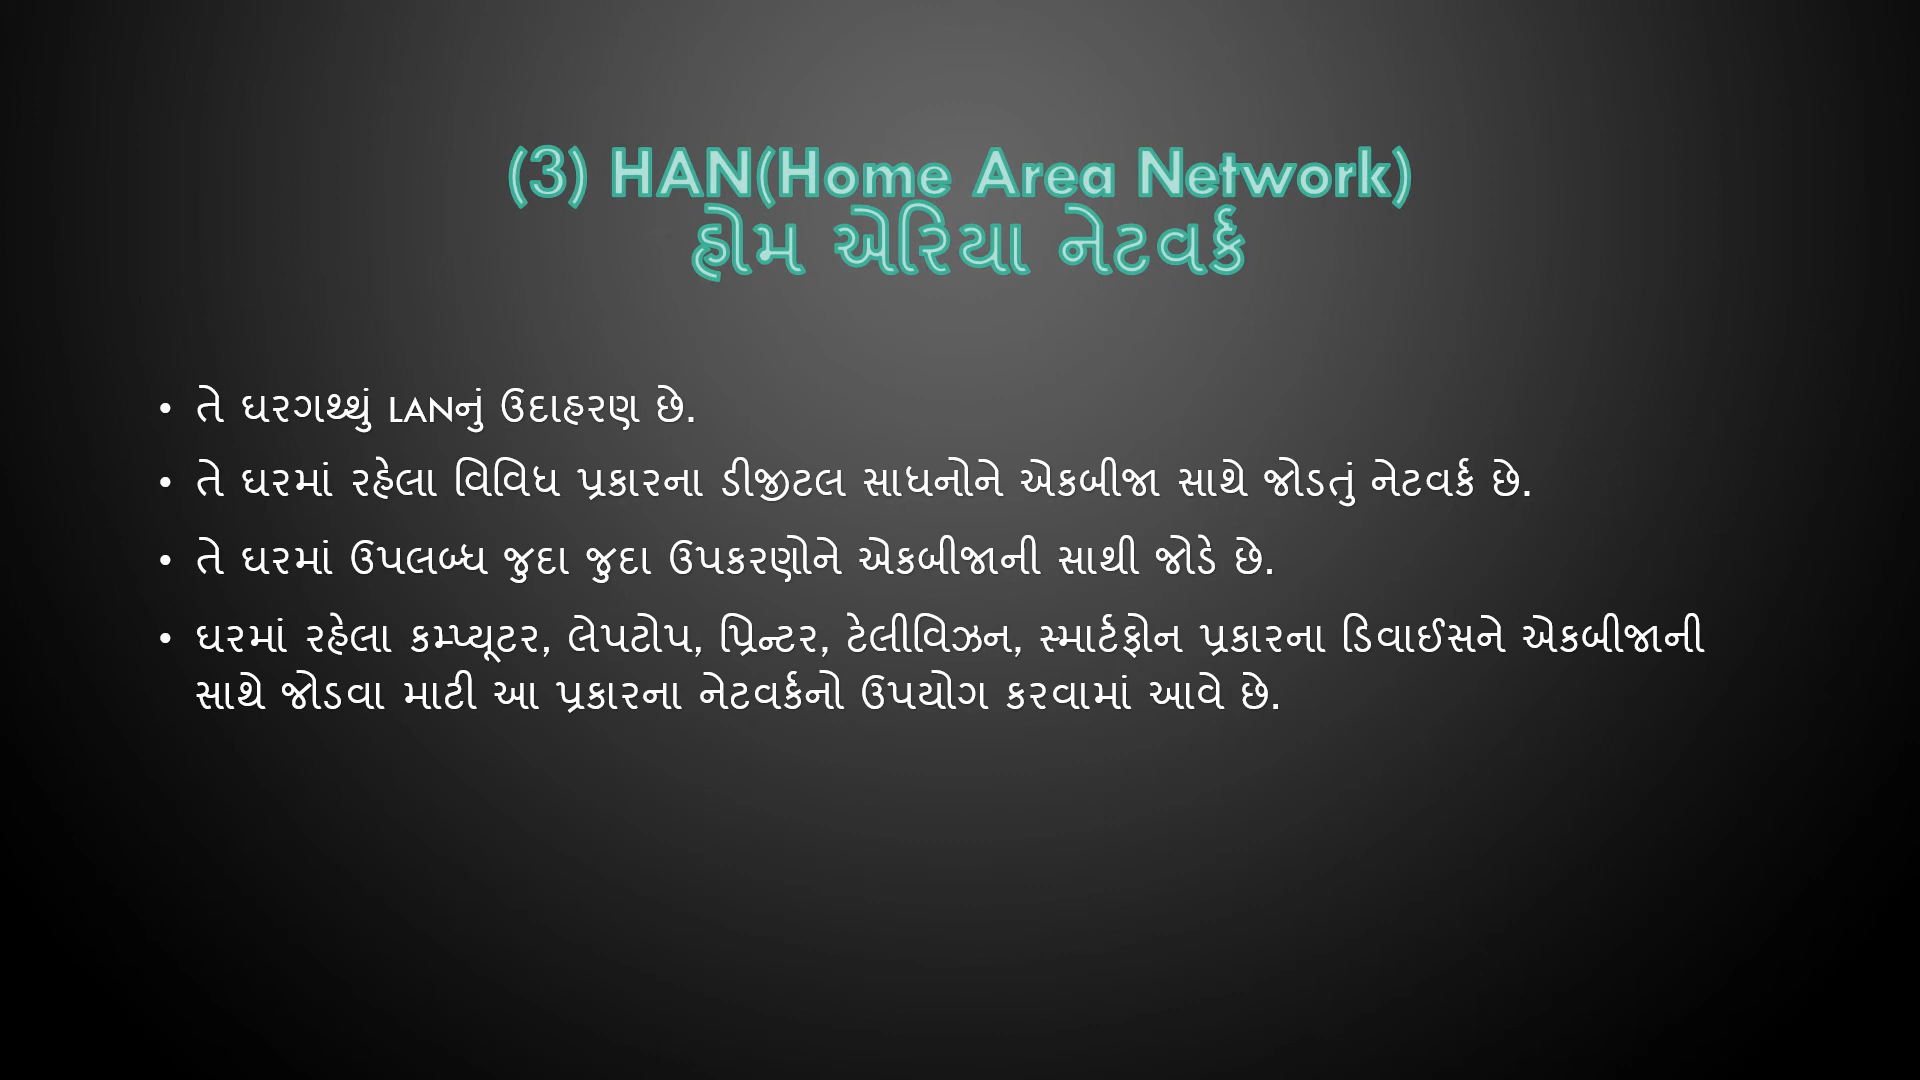 (3) HAN(Home Area Network)
હોમ એરિયા નેટવર્ક
• તે ઘરગથ્થું LANનું ઉદાહરણ છે.
• તે ઘરમાં રહેલા વિવિધ પ્રકારના ડીજીટલ સાધનોને એકબીજા સાથે જોડતું નેટવર્ક છે.
• તે ઘરમાં ઉપલબ્ધ જુદા જુદા ઉપકરણોને એકબીજાની સાથી જોડે છે.
• ઘરમાં રહેલા કમ્પ્યૂટર, લેપટોપ, પ્રિન્ટર, ટેલીવિઝન, સ્માર્ટફોન પ્રકારના ડિવાઈસને એકબીજાની
સાથે જોડવા માટી આ પ્રકારના નેટવર્કનો ઉપયોગ કરવામાં આવે છે.